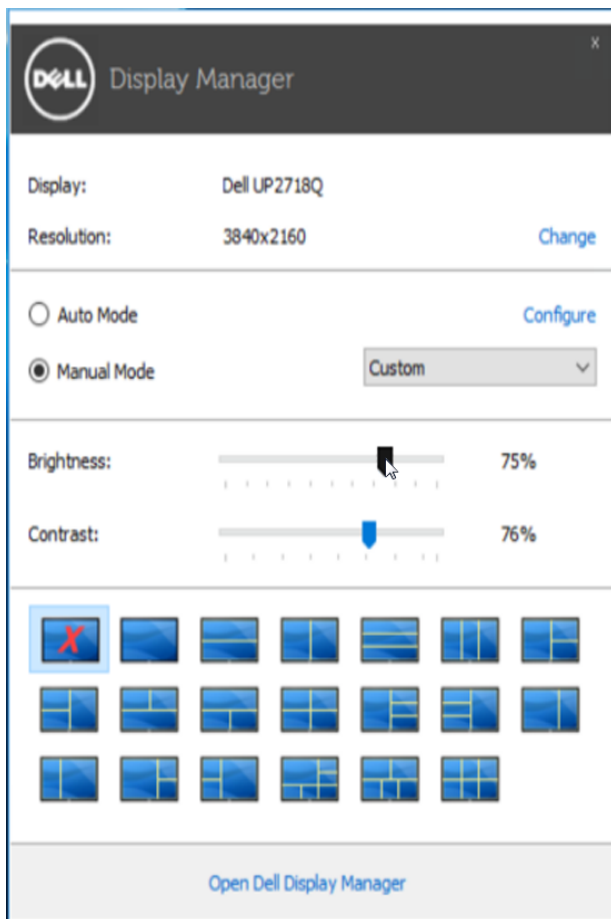 x
DELL Display Manager
Display: Dell UP2718Q
Resolution: 3840x2160 Change
Auto Mode Configure
Manual Mode Custom
Brightness: 75%
Contrast: 76%
X
Open Dell Display Manager